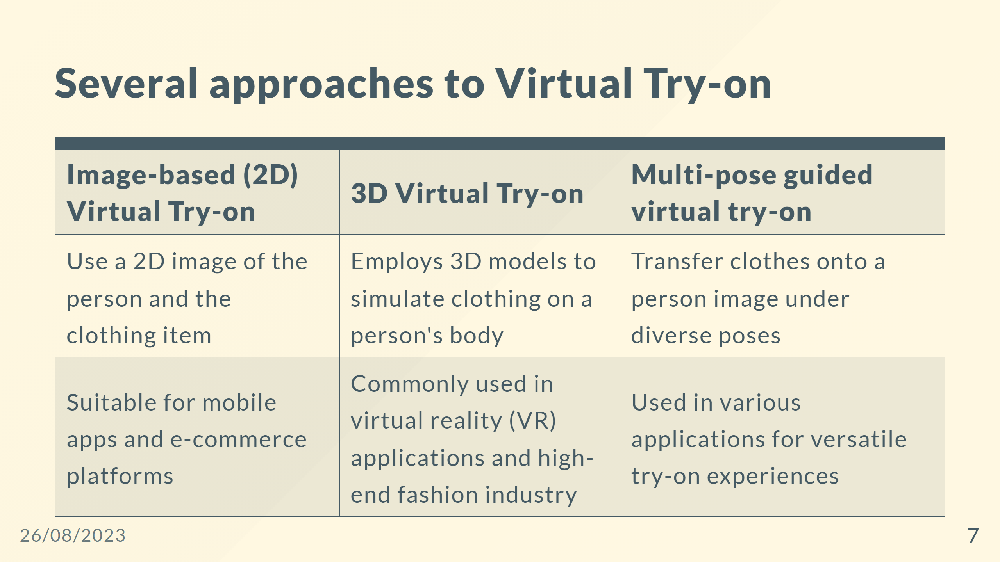 Several approaches to Virtual Try-on
Image-based (2D)
Virtual Try-on
3D Virtual Try-on
Multi-pose guided
virtual try-on
Use a 2D image of the
person and the
clothing item
Employs 3D models to
simulate clothing on a
person's body
Transfer clothes onto a
person image under
diverse poses
Suitable for mobile
apps and e-commerce
platforms
Commonly used in
virtual reality (VR)
applications and high-
end fashion industry
Used in various
applications for versatile
try-on experiences
26/08/2023
7